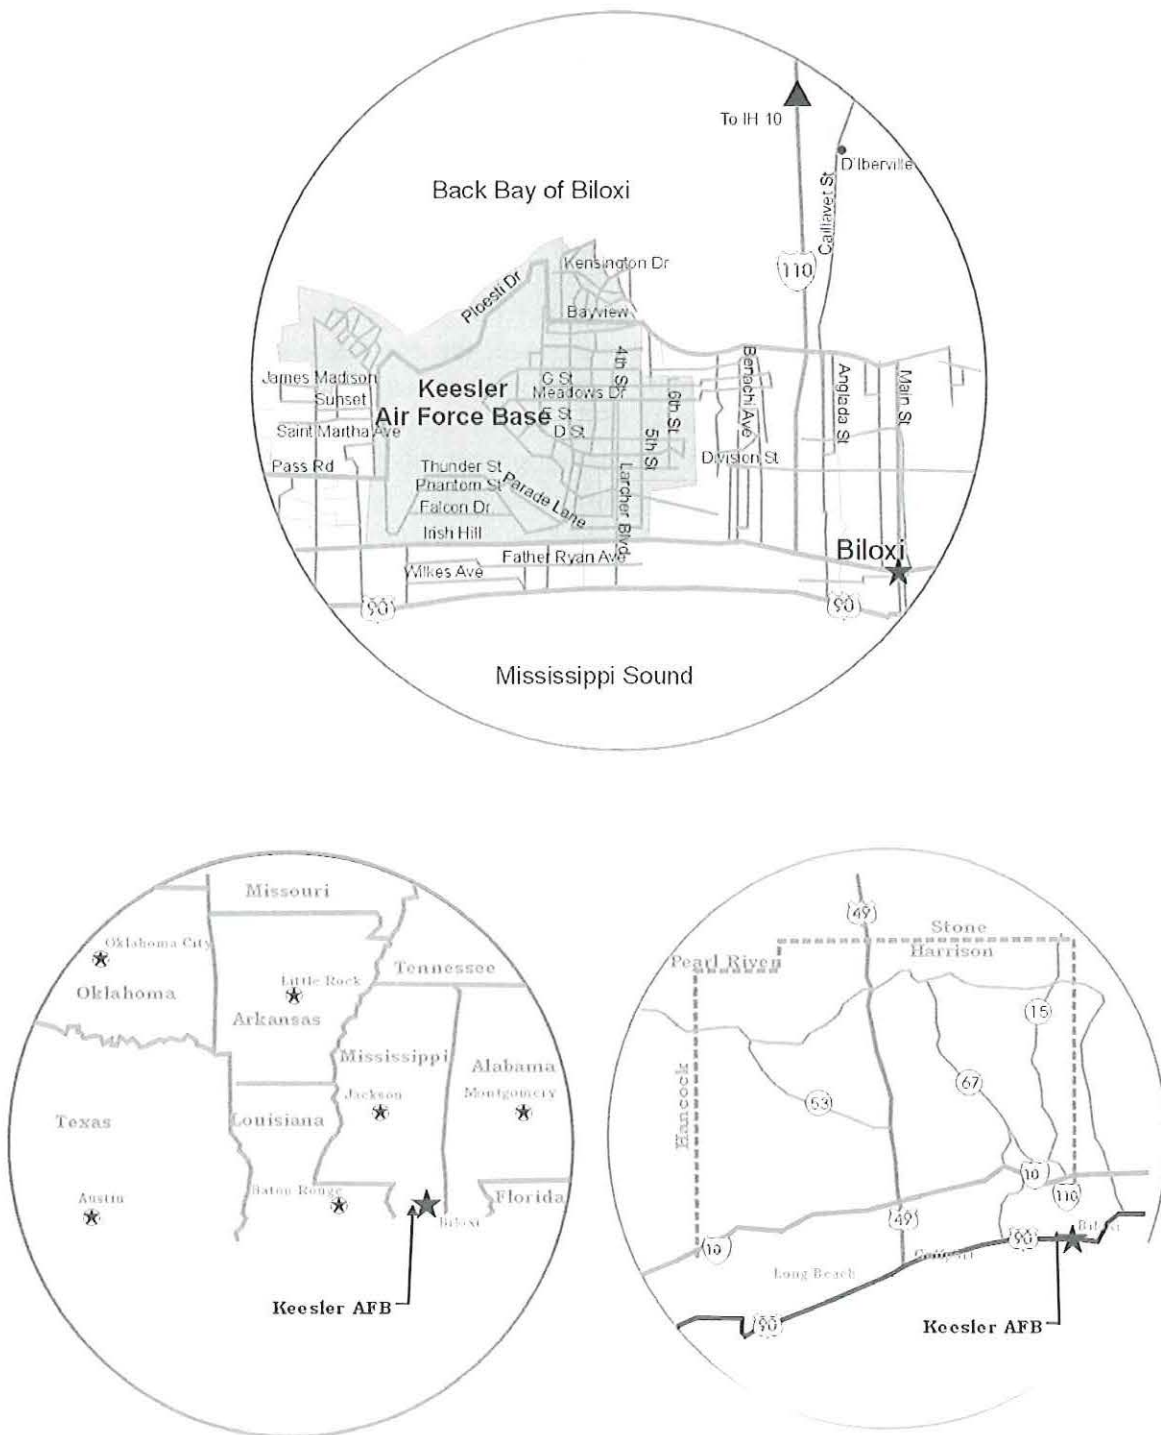 To IH 10
D'Iberville
Back Bay of Biloxi
Caillavet St
110
Kensington Dr
Ploesti Dr
Bayview
James Madison
Sunset
Saint Martha Ave
Pass Rd
Keesler
Air Force Base
G St
Meadows Dr
E St
D St
4th St
6th St
5th St
Benachi Ave
Division St
Anglada St
Main St
Thunder St
Phantom St
Falcon Dr
Irish Hill
Parade Lane
Larcher Blvd
Father Ryan Ave
Wilkes Ave
Biloxi
90
90
Mississippi Sound
Missouri
Oklahoma City
Oklahoma
Little Rock
Arkansas
Tennessee
Mississippi
Alabama
Jackson
Montgomery
Texas
Louisiana
Austin
Baton Rouge
Florida
Biloxi
Keesler AFB
49
Stone
Pearl River
Harrison
15
Hancock
67
53
10
110
49
Biloxi
90
10
Gulfport
Long Beach
90
Keesler AFB